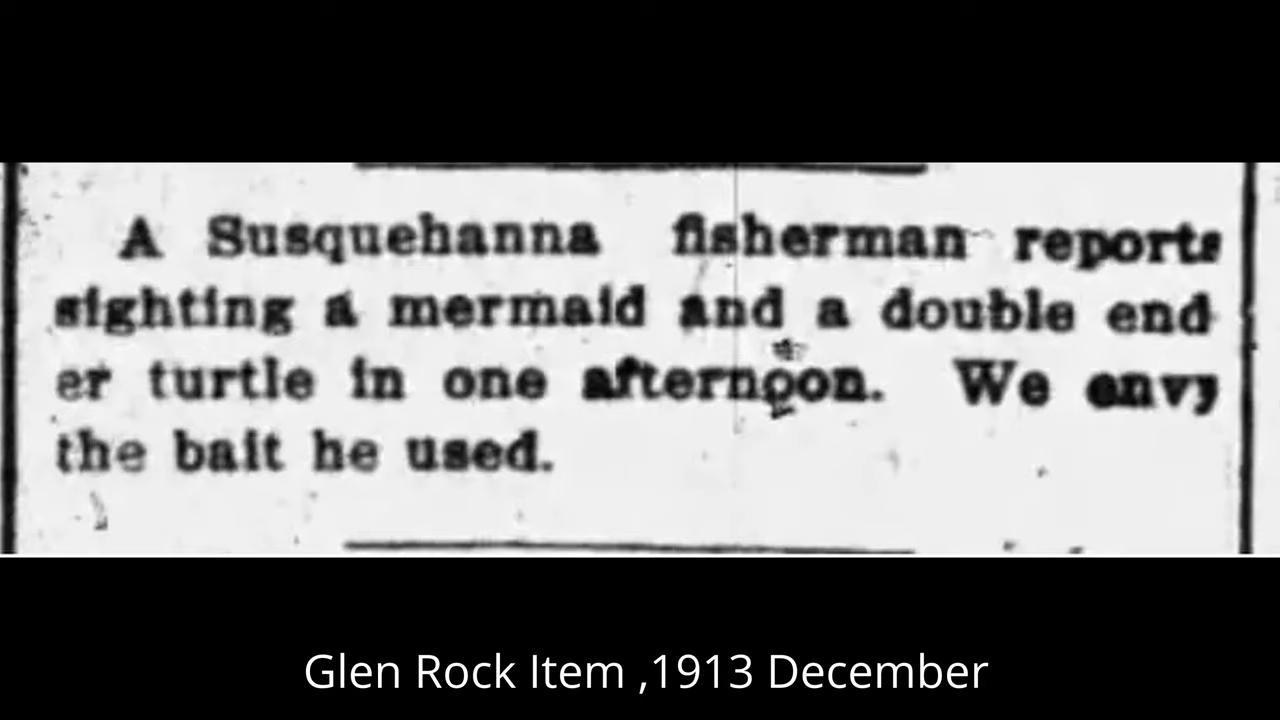 A Susquehanna fisherman reports
sighting a mermaid and a double end
er turtle in one afternoon. We envy
the bait he used.
Glen Rock Item ,1913 December